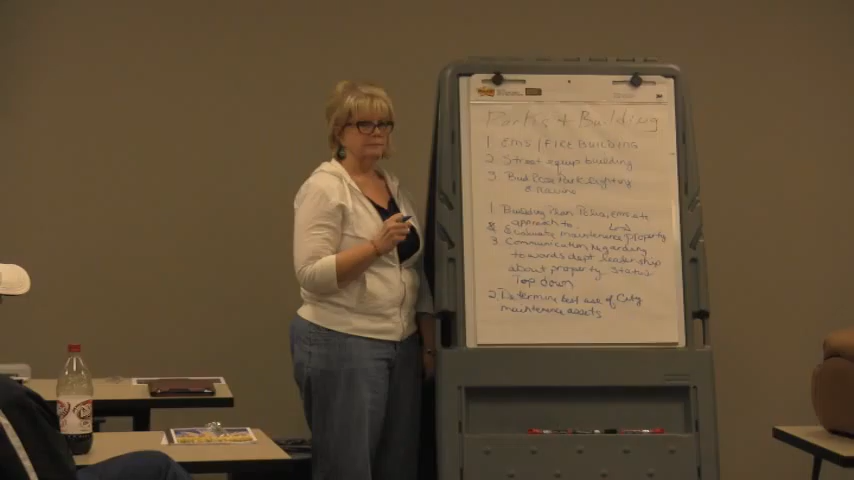 Parks & Building
1. EMS / FIRE BUILDING
2 Street equip building
3 Bud Rose Park lighting
& Ravine
1. Building Plan Police, EMS etc
approach to
& Evaluate maintenance property
3 Communication Regarding
towards dept. leadership
about property. Status.
Top down
2 Determine best use of City
maintenance assets